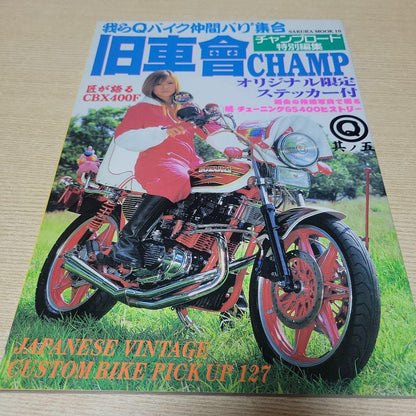 我らQバイク仲間バリ集合
SAKURA MOOK 19
旧車會
チャンプロード
特別編集
CHAMP
匠が語る
CBX400F
オリジナル限定
ステッカー付
続・チューニングGS400ヒストリー
Q
其ノ五
SUZUKI
JAPANESE VINTAGE
CUSTOM BIKE PICK UP 127